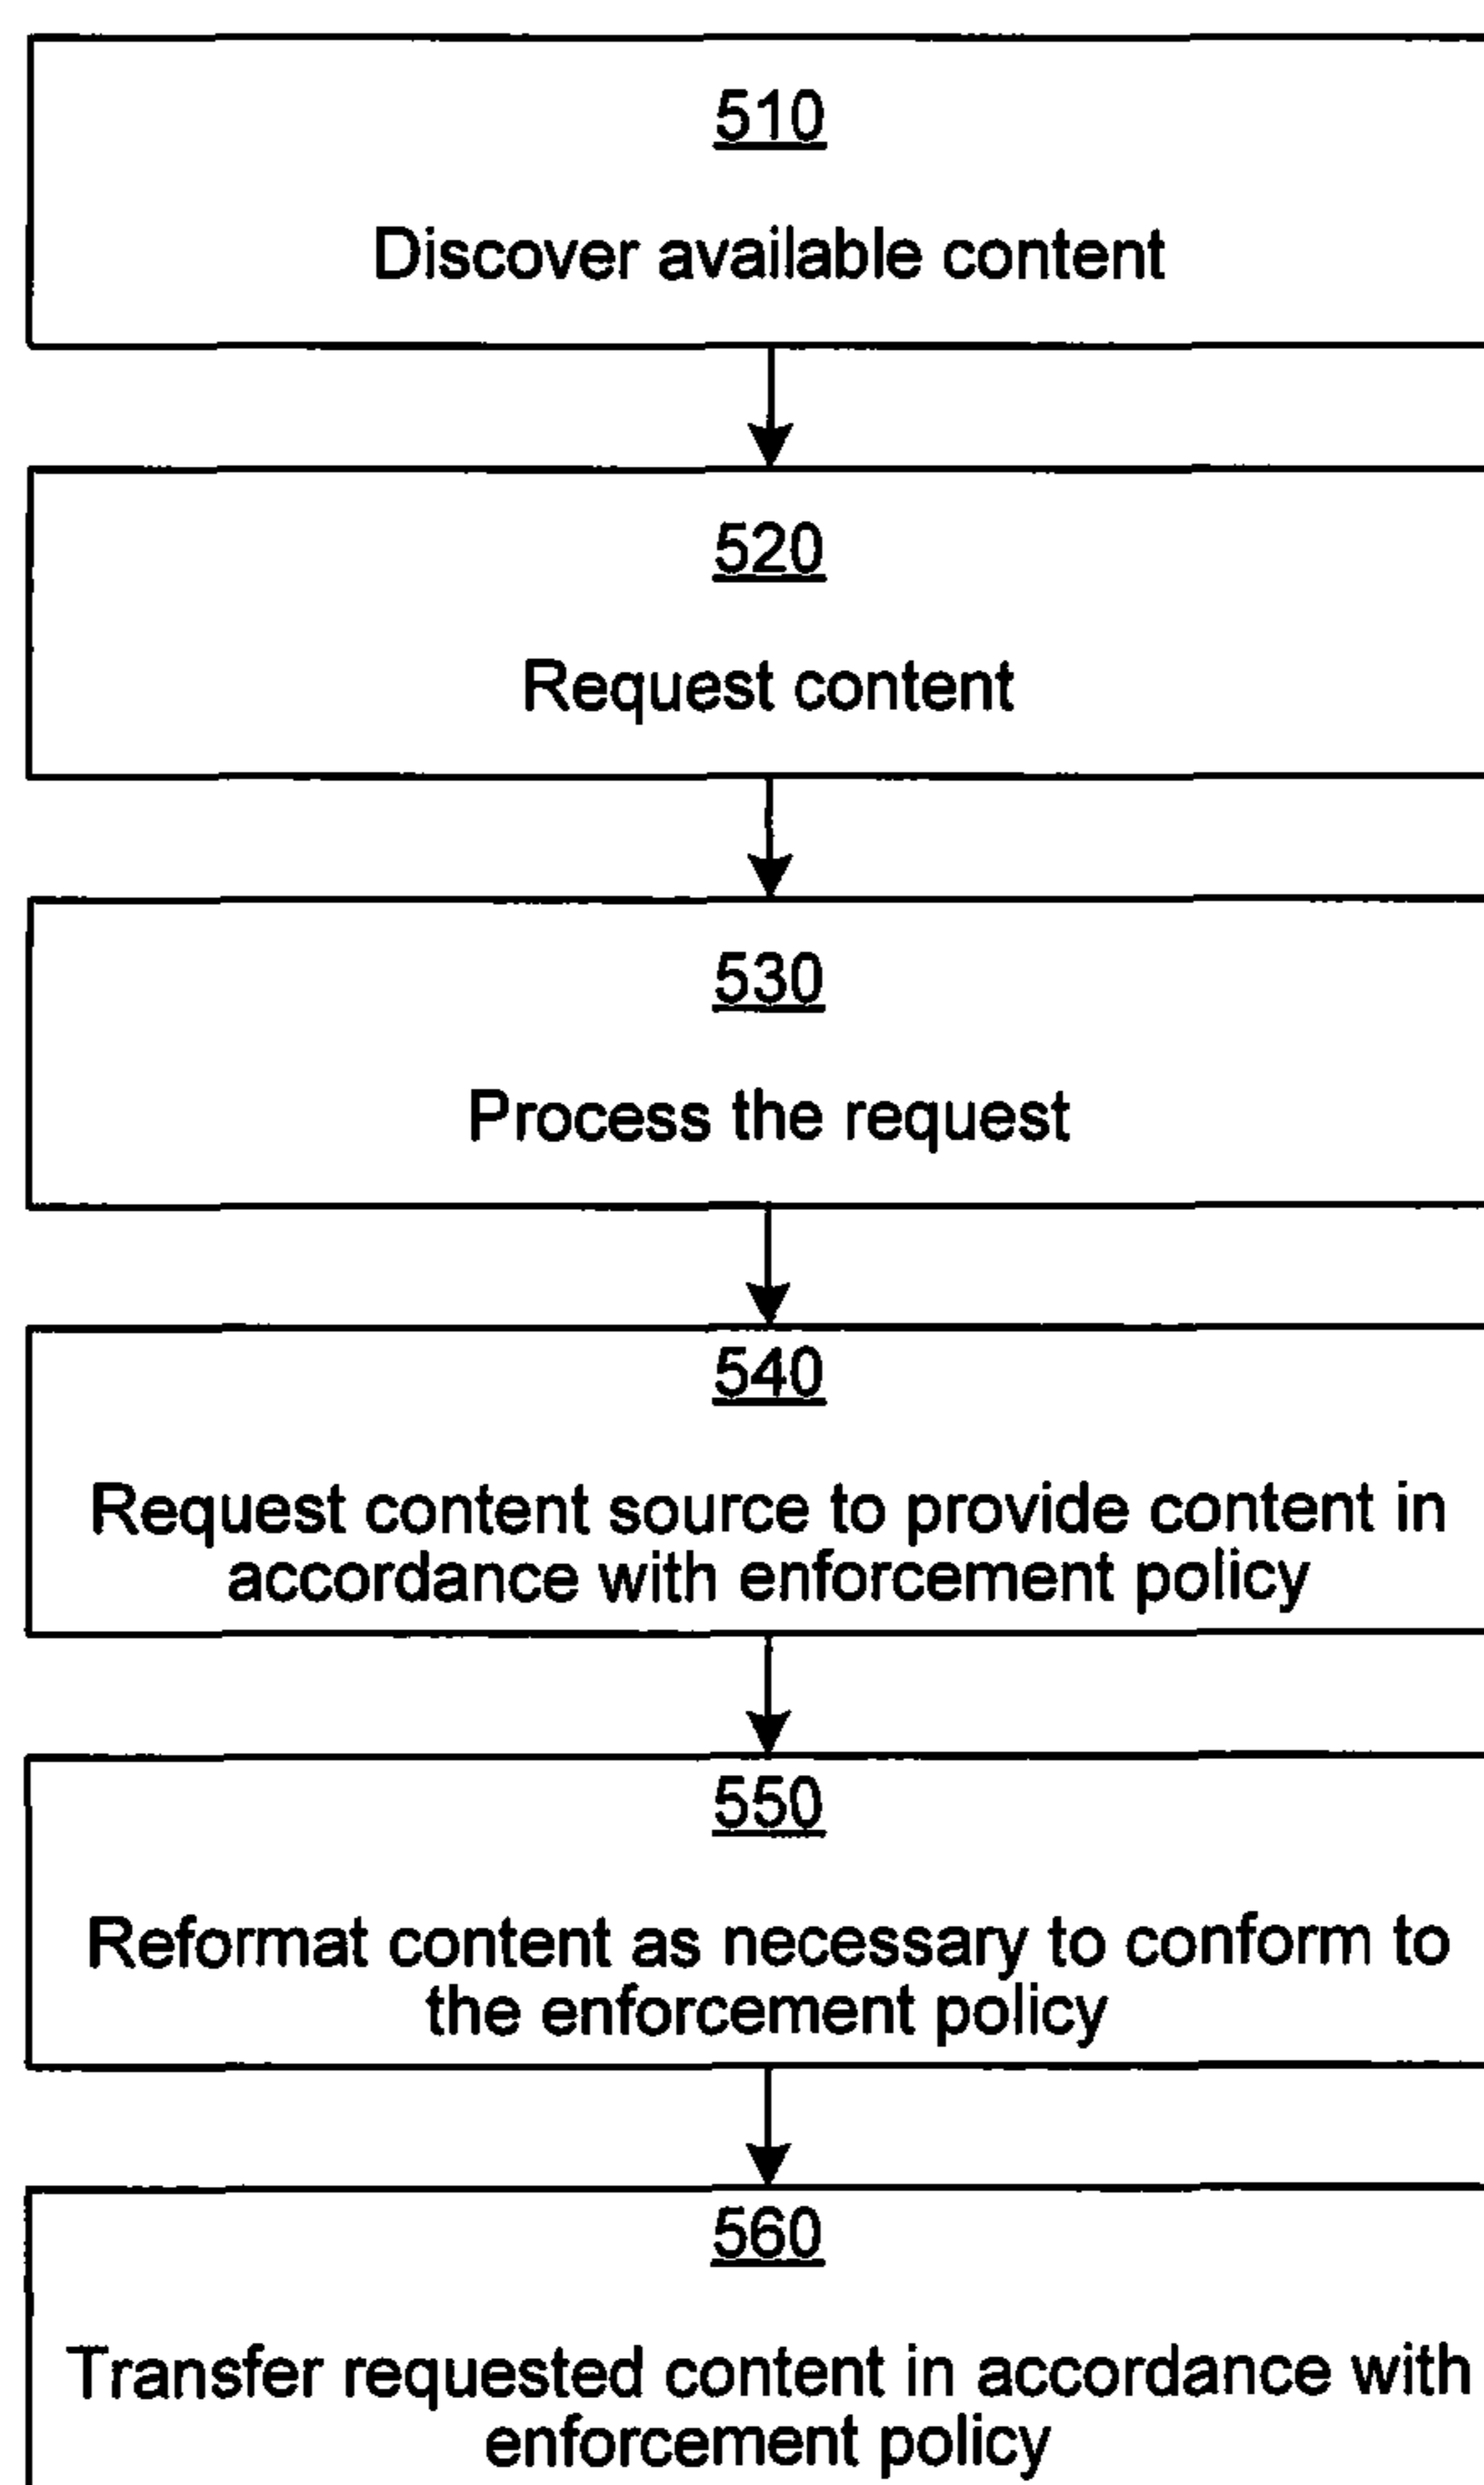 510
Discover available content
520
Request content
530
Process the request
540
Request content source to provide content in
accordance with enforcement policy
550
Reformat content as necessary to conform to
the enforcement policy
560
Transfer requested content in accordance with
enforcement policy